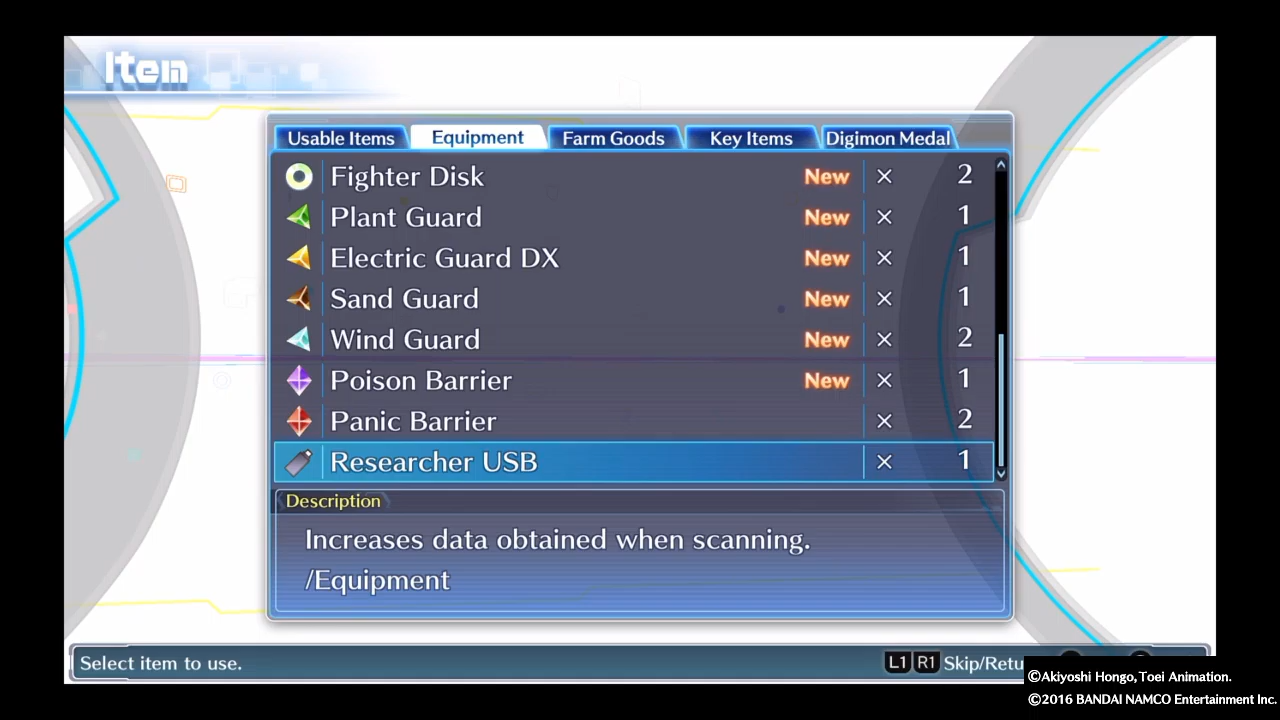 Item
Usable Items Equipment Farm Goods Key Items Digimon Medal
Fighter Disk New × 2
Plant Guard New × 1
Electric Guard DX New × 1
Sand Guard New × 1
Wind Guard New × 2
Poison Barrier New × 1
Panic Barrier × 2
Researcher USB × 1
Description
Increases data obtained when scanning.
/Equipment
Select item to use.
L1 R1 Skip/Retu
©Akiyoshi Hongo, Toei Animation.
©2016 BANDAI NAMCO Entertainment Inc.